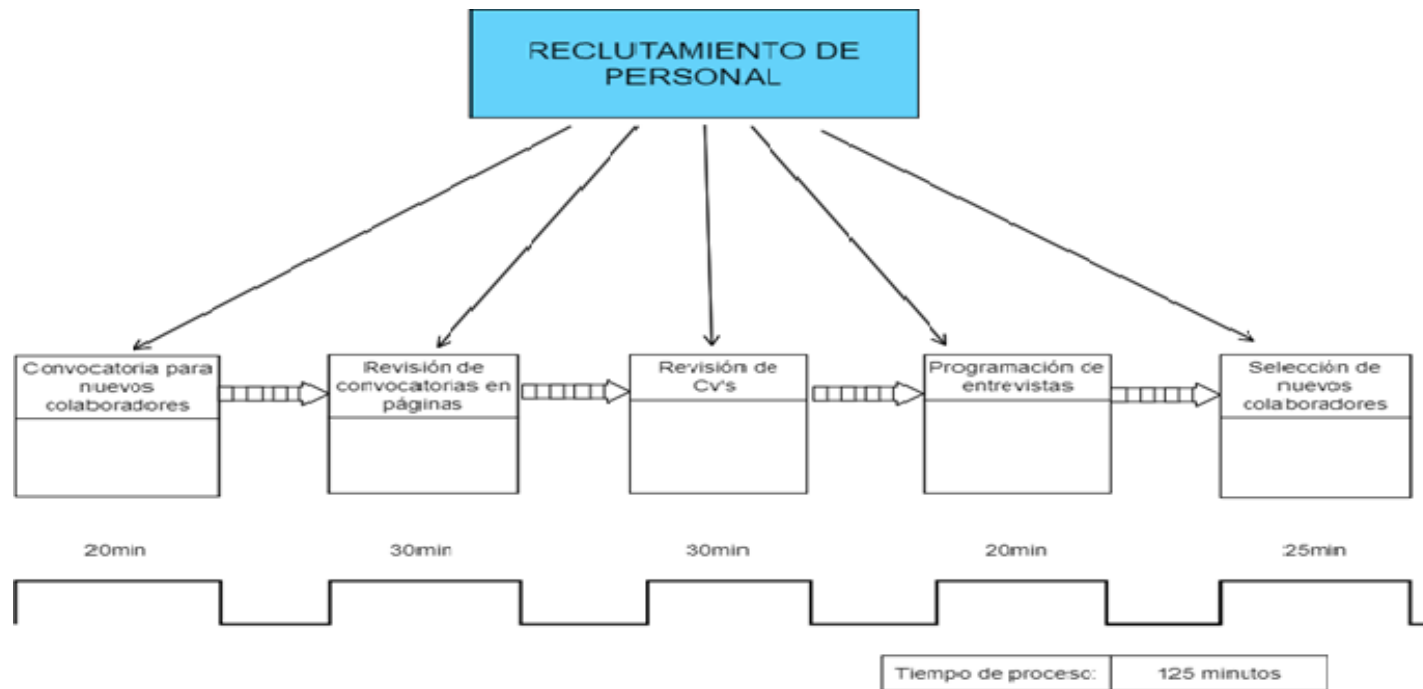 RECLUTAMIENTO DE
PERSONAL
Convocatoria para
nuevos
colaboradores
Revisión de
convocatorias en
páginas
Revisión de
Cv's
Programación de
entrevistas
Selección de
nuevos
colaboradores
20min
30min
30min
20min
25min
Tiempo de proceso:
125 minutos